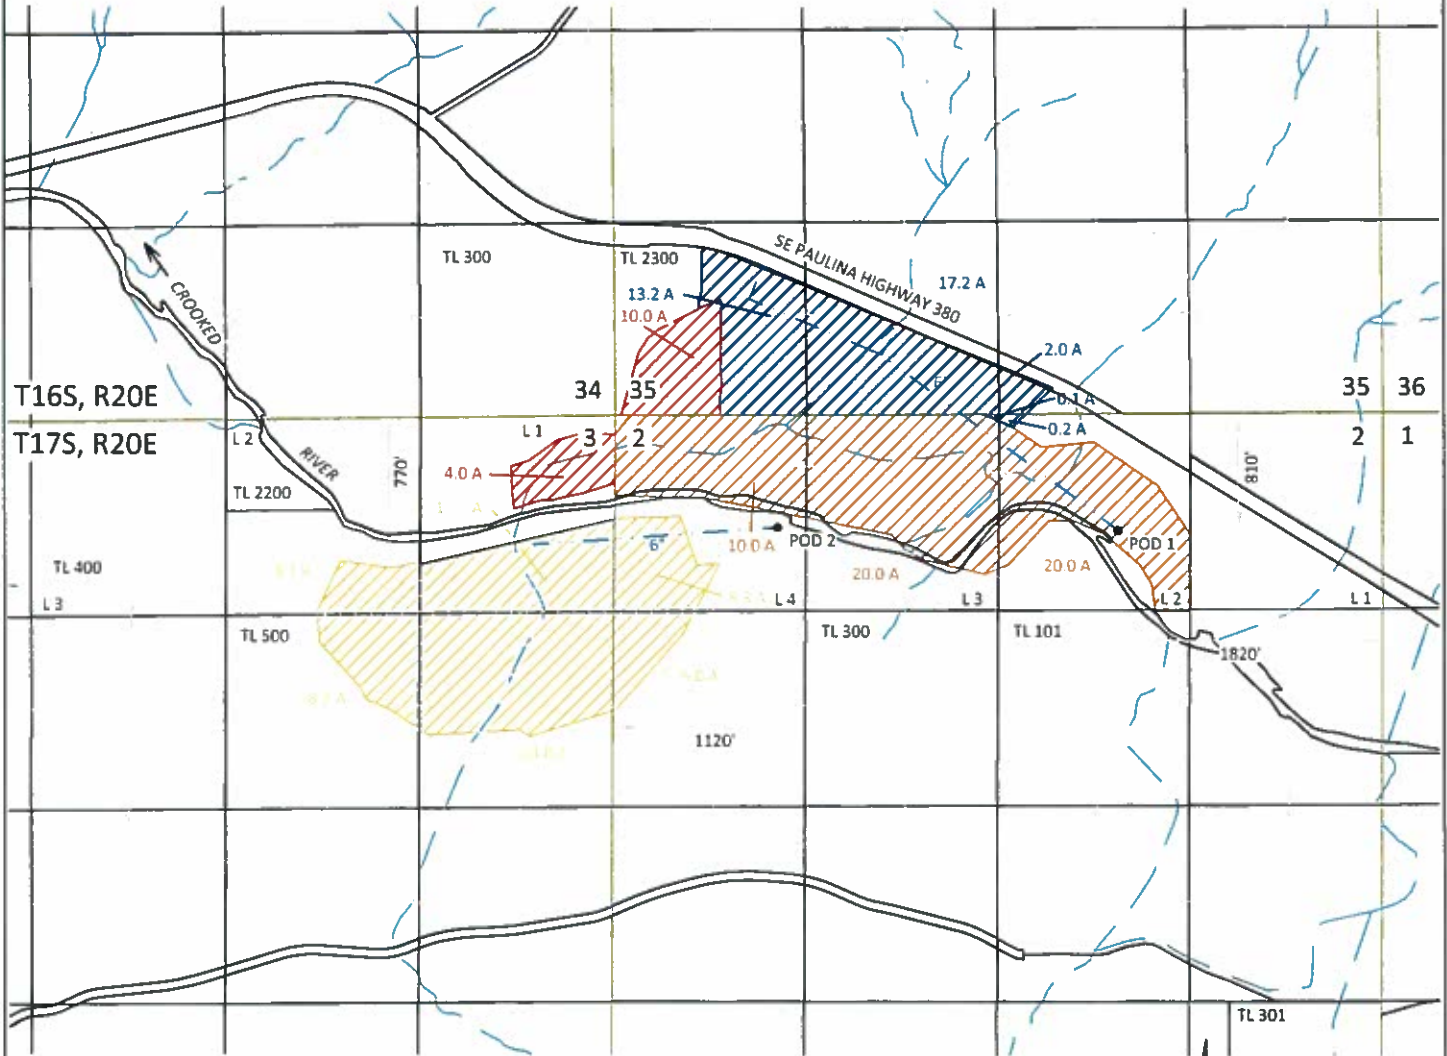 TL 300
TL 2300
SE PAULINA HIGHWAY 380
17.2 A
13.2 A
10.0 A
CROOKED
2.0 A
34 35
35 36
T16S, R20E
0.1 A
0.2 A
T17S, R20E
L 2
L 1
3 2
2 1
RIVER
770'
810'
4.0 A
TL 2200
6"
6"
10.0 A
POD 2
POD 1
TL 400
20.0 A
20.0 A
L 3
L 4
L 3
L 2
L 1
TL 500
TL 300
TL 101
1820'
1120'
TL 301